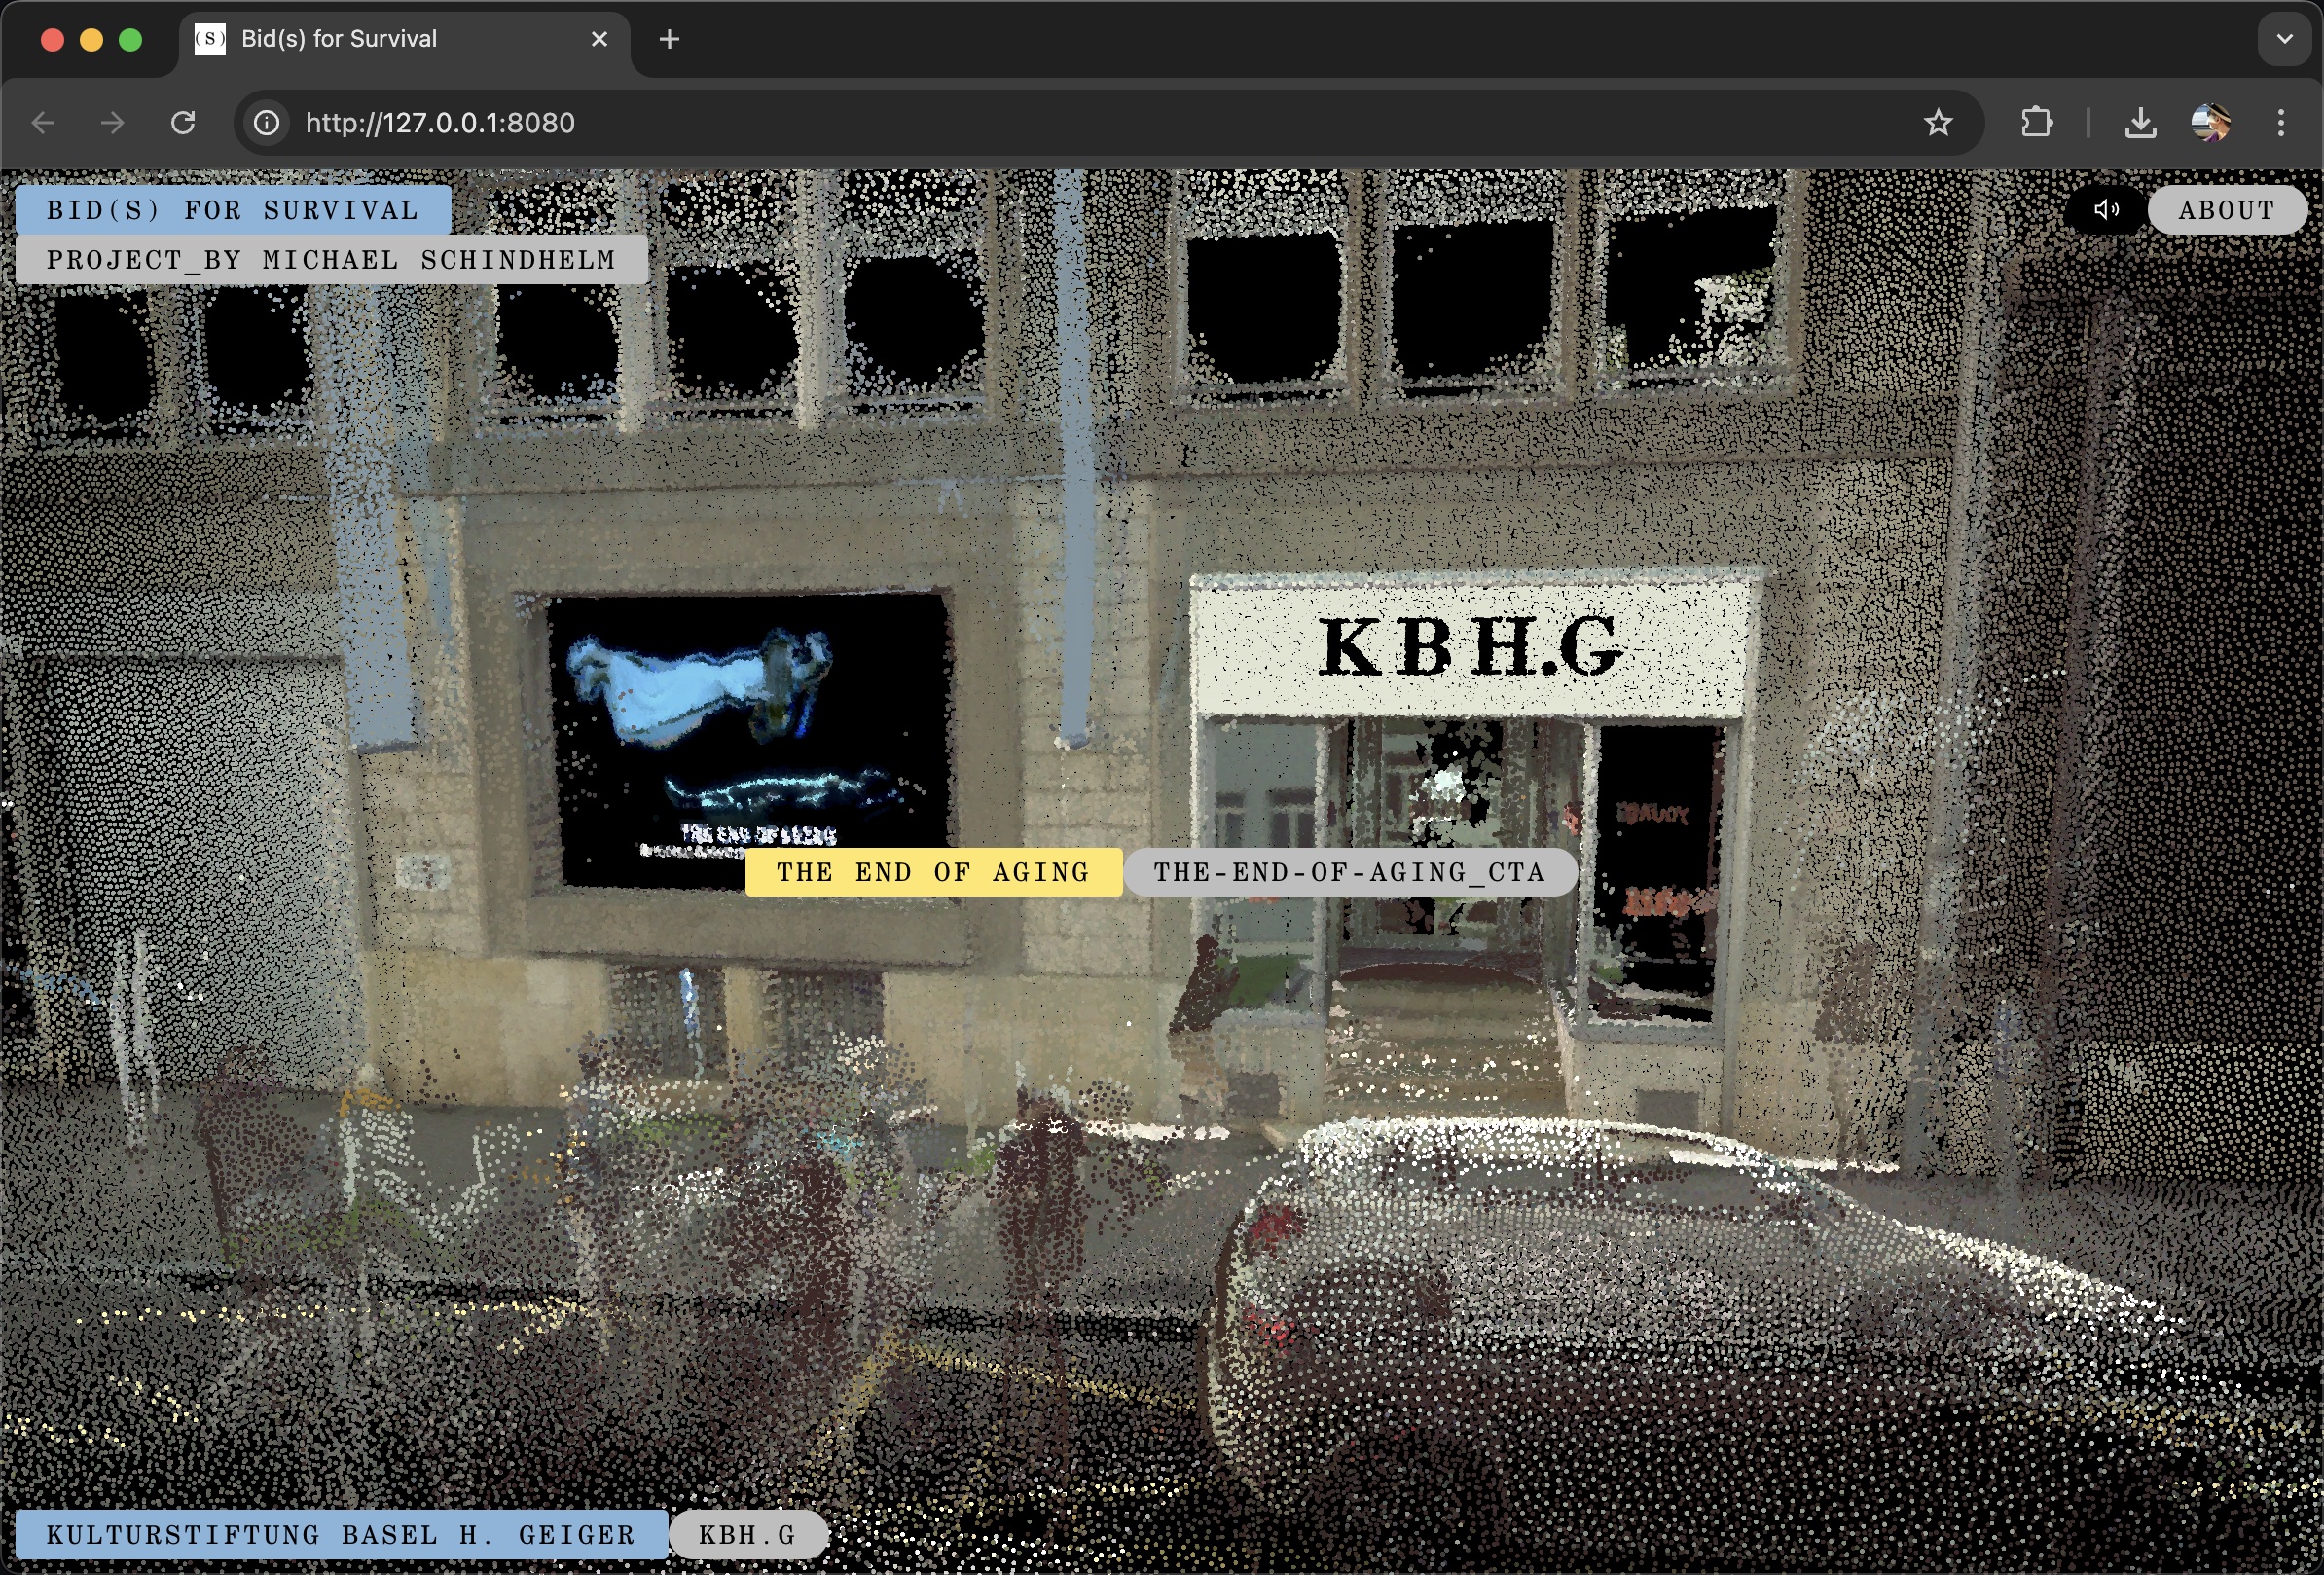 (S) Bid(s) for Survival
http://127.0.0.1:8080
BID(S) FOR SURVIVAL
PROJECT_BY MICHAEL SCHINDHELM
ABOUT
KBH.G
THE END OF AGING
THE END OF AGING
THE-END-OF-AGING_CTA
life
KULTURSTIFTUNG BASEL H. GEIGER
KBH.G